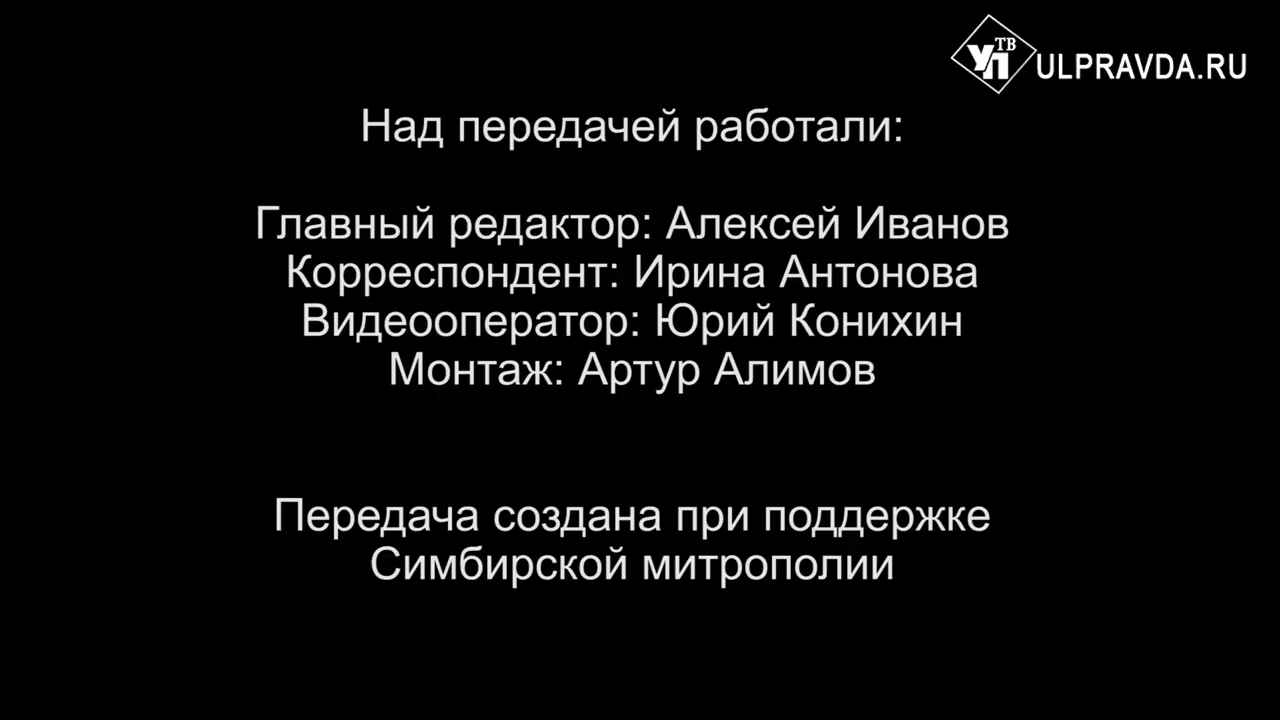 УП ТВ ULPRAVDA.RU
Над передачей работали:
Главный редактор: Алексей Иванов
Корреспондент: Ирина Антонова
Видеооператор: Юрий Конихин
Монтаж: Артур Алимов
Передача создана при поддержке
Симбирской митрополии